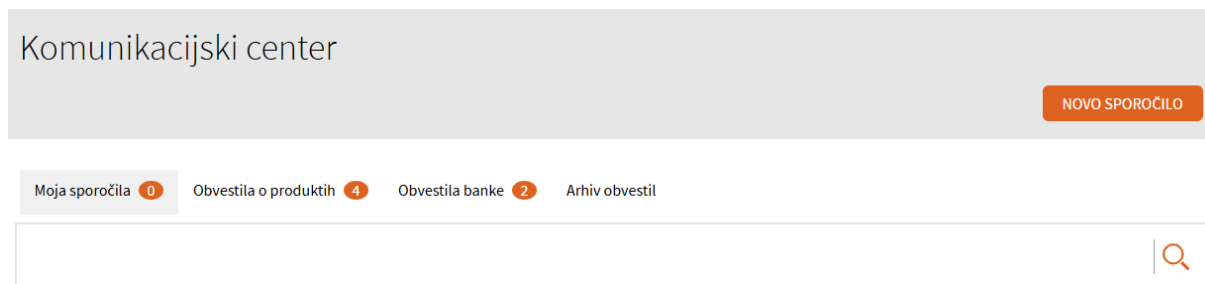 Komunikacijski center
NOVO SPOROČILO
Moja sporočila 0 Obvestila o produktih 4 Obvestila banke 2 Arhiv obvestil